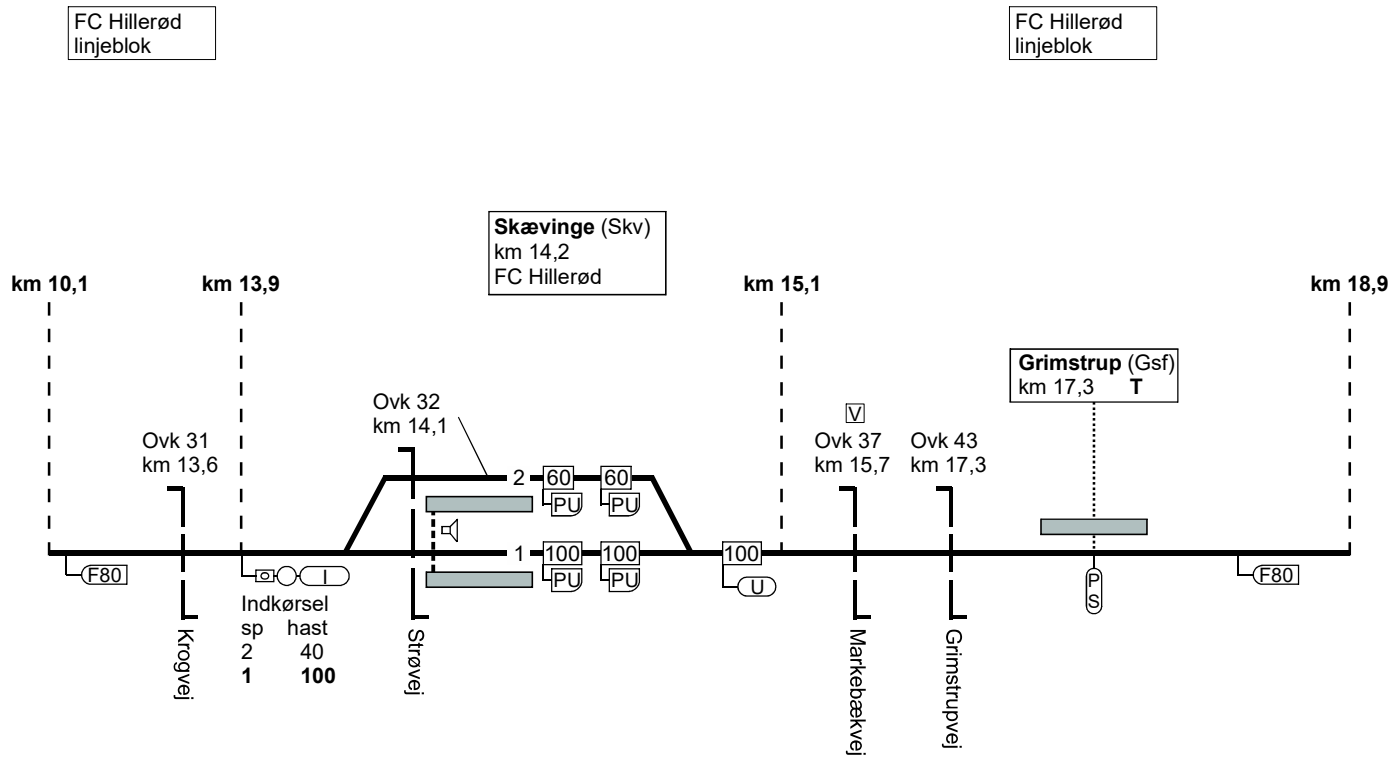 FC Hillerød
linjeblok
FC Hillerød
linjeblok
Skævinge (Skv)
km 14,2
FC Hillerød
km 10,1
km 13,9
km 15,1
km 18,9
Grimstrup (Gsf)
km 17,3 T
Ovk 32
km 14,1
V
Ovk 31
km 13,6
Ovk 37
km 15,7
Ovk 43
km 17,3
2 60 60
PU PU
1 100 100 100
F80
I
PU PU
U
P
S
F80
Indkørsel
sp hast
2 40
1 100
Krogvej
Strøvej
Markebækvej
Grimstrupvej